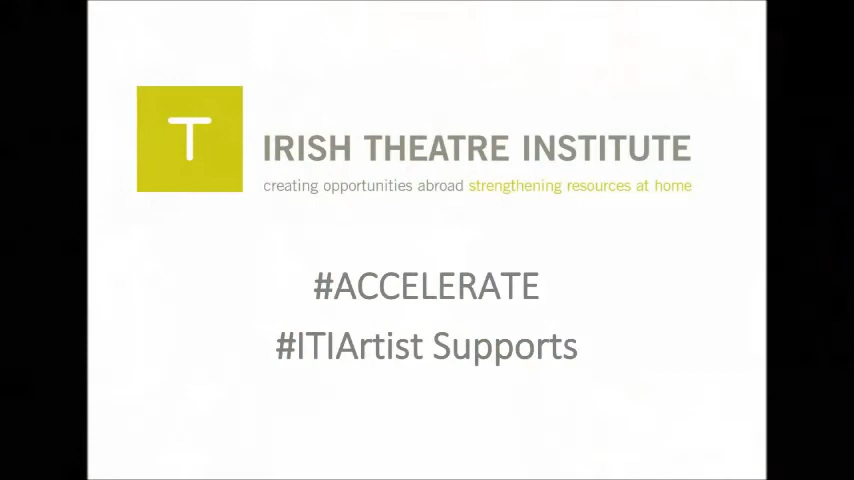 T
IRISH THEATRE INSTITUTE
creating opportunities abroad strengthening resources at home
#ACCELERATE
#ITIArtist Supports